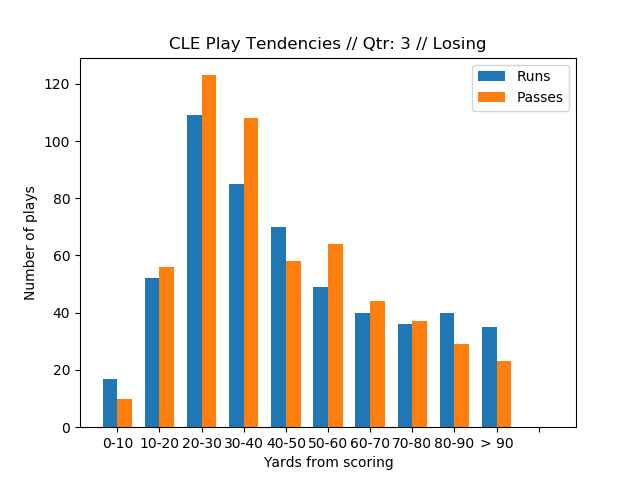 CLE Play Tendencies // Qtr: 3 // Losing
Runs
Passes
Number of plays
120
100
80
60
40
20
0
0-10 10-20 20-30 30-40 40-50 50-60 60-70 70-80 80-90 > 90
Yards from scoring